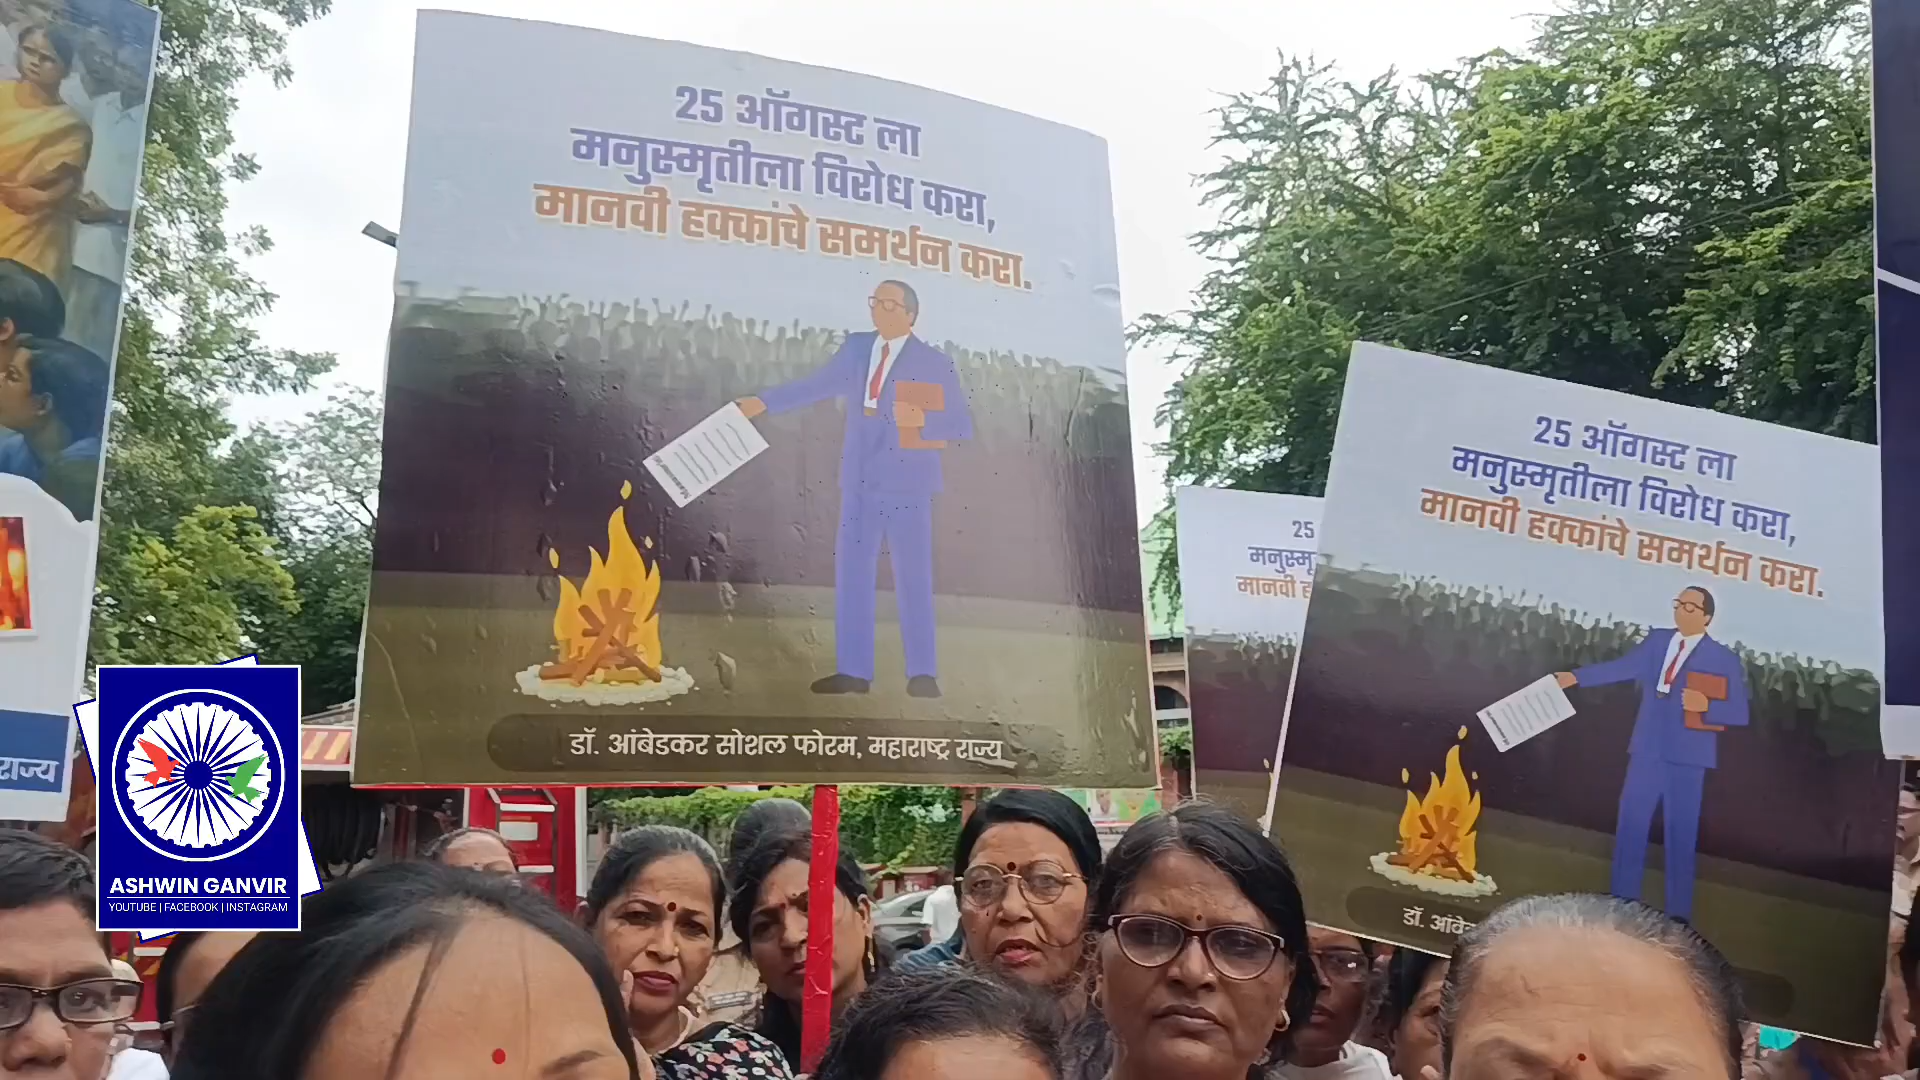 25 ऑगस्ट ला
मनुस्मृतीला विरोध करा,
मानवी हक्कांचे समर्थन करा.
डॉ. आंबेडकर सोशल फोरम, महाराष्ट्र राज्य
25 ऑगस्ट ला
मनुस्मृतीला विरोध करा,
मानवी हक्कांचे समर्थन करा.
डॉ.
25
राज्य
ASHWIN GANVIR
YOUTUBE | FACEBOOK | INSTAGRAM